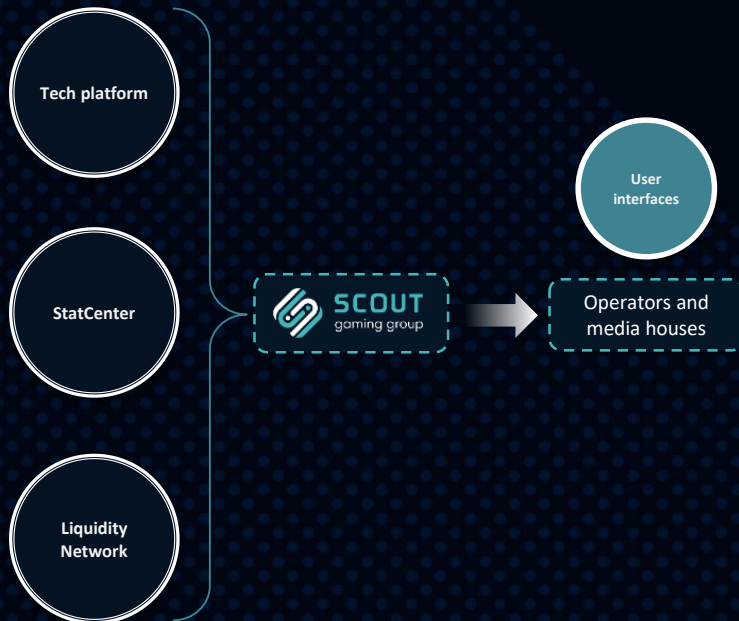 Tech platform
StatCenter
Liquidity
Network
SCOUT
gaming group
User
interfaces
Operators and
media houses